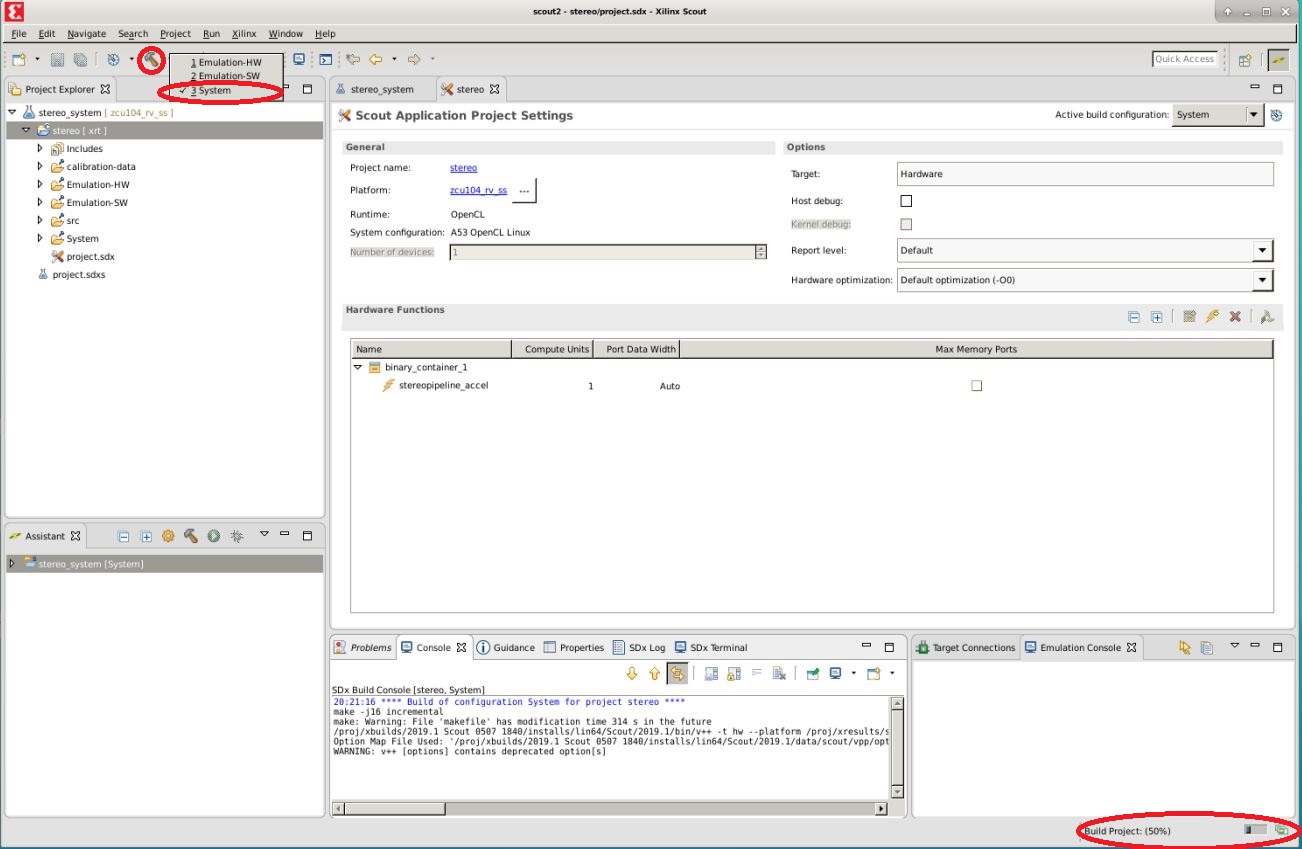 scout2 - stereo/project.sdx - Xilinx Scout
File Edit Navigate Search Project Run Xilinx Window Help
1 Emulation-HW
2 Emulation-SW
3 System
Quick Access
Project Explorer
stereo_system [ zcu104_rv_ss ]
stereo [ xrt ]
Includes
calibration-data
Emulation-HW
Emulation-SW
src
System
project.sdx
project.sdxs
Assistant
stereo_system [System]
stereo_system stereo
Scout Application Project Settings
Active build configuration: System
General
Project name: stereo
Platform: zcu104_rv_ss ...
Runtime: OpenCL
System configuration: A53 OpenCL Linux
Number of devices: 1
Options
Target: Hardware
Host debug:
Kernel debug:
Report level: Default
Hardware optimization: Default optimization (-O0)
Hardware Functions
Name Compute Units Port Data Width Max Memory Ports
binary_container_1
stereopipeline_accel 1 Auto
Problems Console Guidance Properties SDx Log SDx Terminal
SDx Build Console [stereo, System]
20:21:16 **** Build of configuration System for project stereo ****
make -j16 incremental
make: Warning: File 'makefile' has modification time 314 s in the future
/proj/xbuilds/2019.1 Scout 0507 1840/installs/lin64/Scout/2019.1/bin/v++ -t hw --platform /proj/xresults/s
Option Map File Used: '/proj/xbuilds/2019.1 Scout 0507 1840/installs/lin64/Scout/2019.1/data/scout/vpp/opt
WARNING: v++ [options] contains deprecated option[s]
Target Connections Emulation Console
Build Project: (50%)